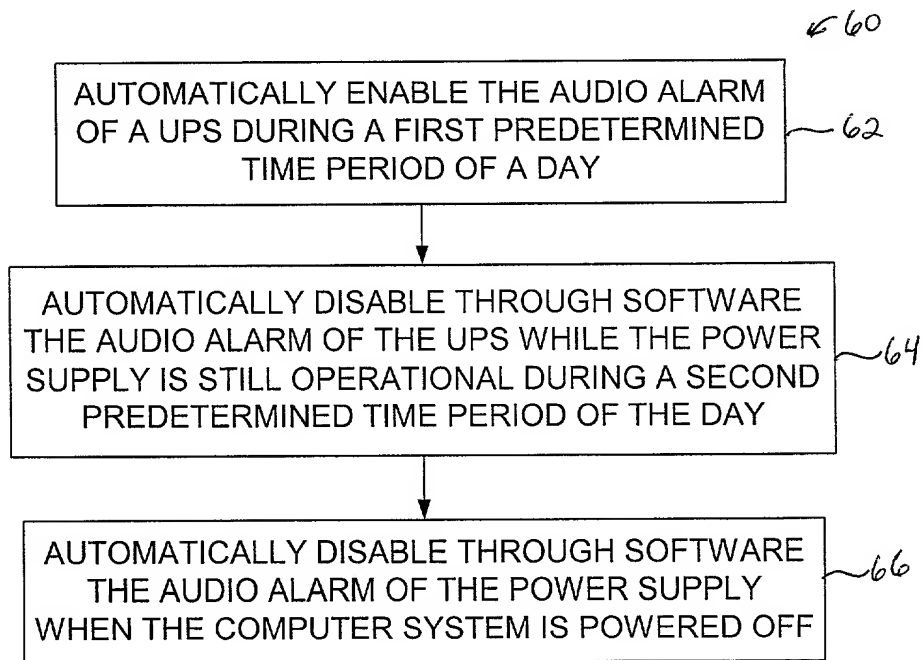 60
AUTOMATICALLY ENABLE THE AUDIO ALARM
OF A UPS DURING A FIRST PREDETERMINED
TIME PERIOD OF A DAY
62
AUTOMATICALLY DISABLE THROUGH SOFTWARE
THE AUDIO ALARM OF THE UPS WHILE THE POWER
SUPPLY IS STILL OPERATIONAL DURING A SECOND
PREDETERMINED TIME PERIOD OF THE DAY
64
AUTOMATICALLY DISABLE THROUGH SOFTWARE
THE AUDIO ALARM OF THE POWER SUPPLY
WHEN THE COMPUTER SYSTEM IS POWERED OFF
66